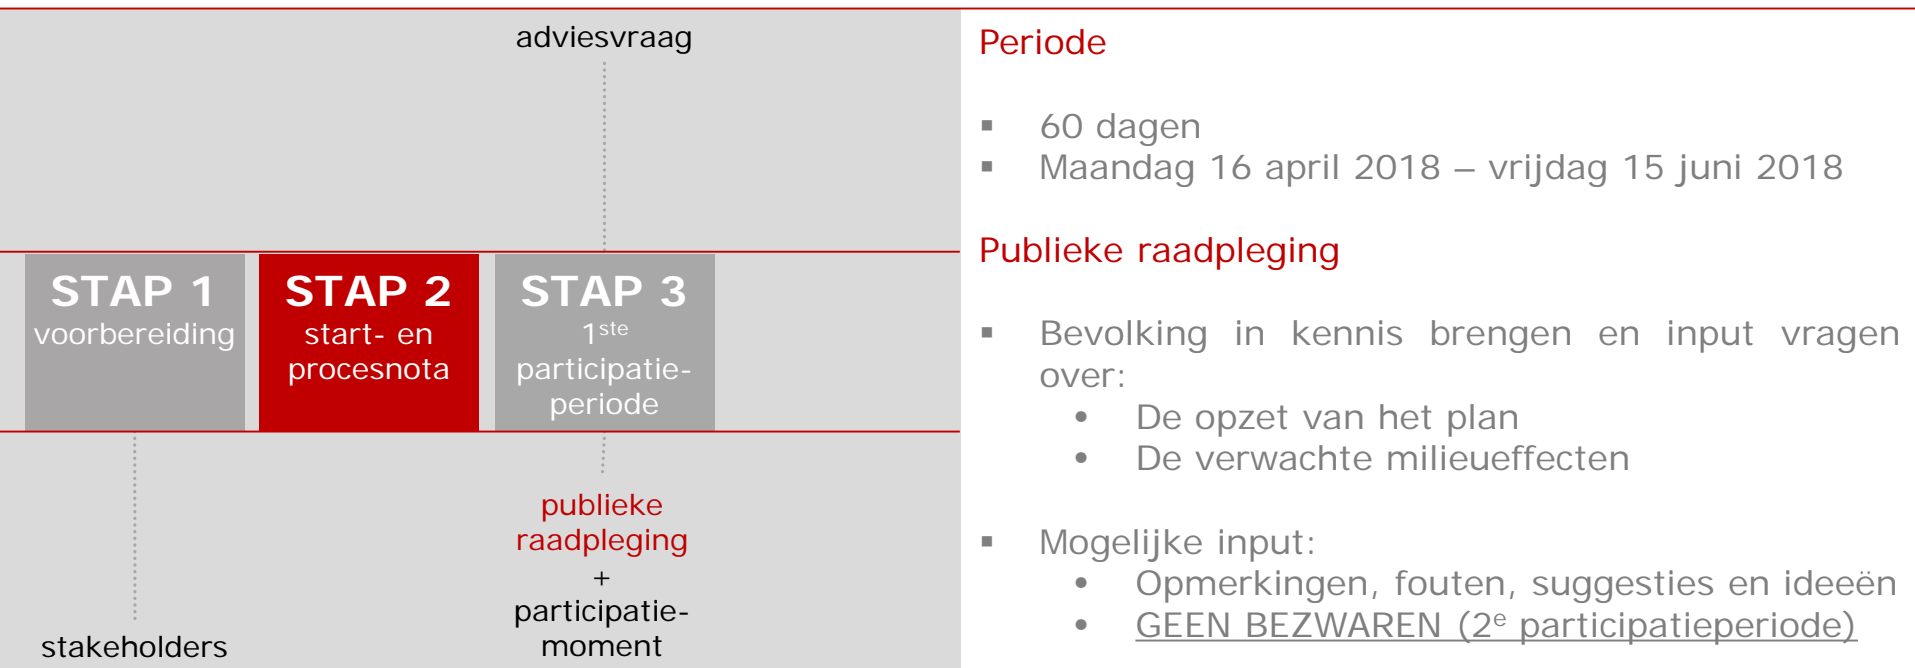 adviesvraag
STAP 1
voorbereiding
STAP 2
start- en
procesnota
STAP 3
1ste
participatie-
periode
publieke
raadpleging
+
participatie-
moment
stakeholders
Periode
▪ 60 dagen
▪ Maandag 16 april 2018 – vrijdag 15 juni 2018
Publieke raadpleging
▪ Bevolking in kennis brengen en input vragen
over:
• De opzet van het plan
• De verwachte milieueffecten
▪ Mogelijke input:
• Opmerkingen, fouten, suggesties en ideeën
• GEEN BEZWAREN (2e participatieperiode)